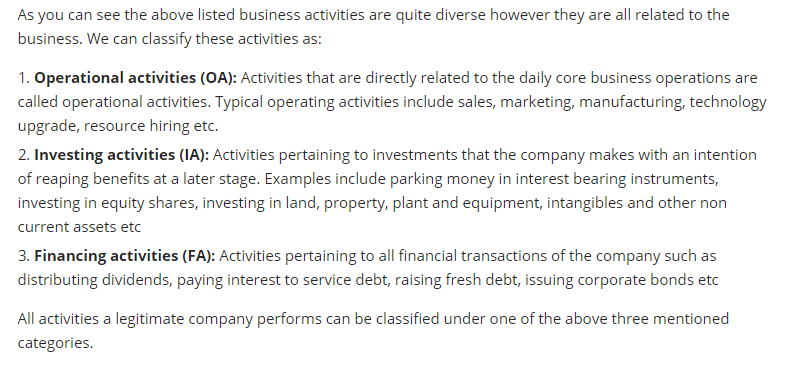 As you can see the above listed business activities are quite diverse however they are all related to the
business. We can classify these activities as:
1. Operational activities (OA): Activities that are directly related to the daily core business operations are
called operational activities. Typical operating activities include sales, marketing, manufacturing, technology
upgrade, resource hiring etc.
2. Investing activities (IA): Activities pertaining to investments that the company makes with an intention
of reaping benefits at a later stage. Examples include parking money in interest bearing instruments,
investing in equity shares, investing in land, property, plant and equipment, intangibles and other non
current assets etc
3. Financing activities (FA): Activities pertaining to all financial transactions of the company such as
distributing dividends, paying interest to service debt, raising fresh debt, issuing corporate bonds etc
All activities a legitimate company performs can be classified under one of the above three mentioned
categories.